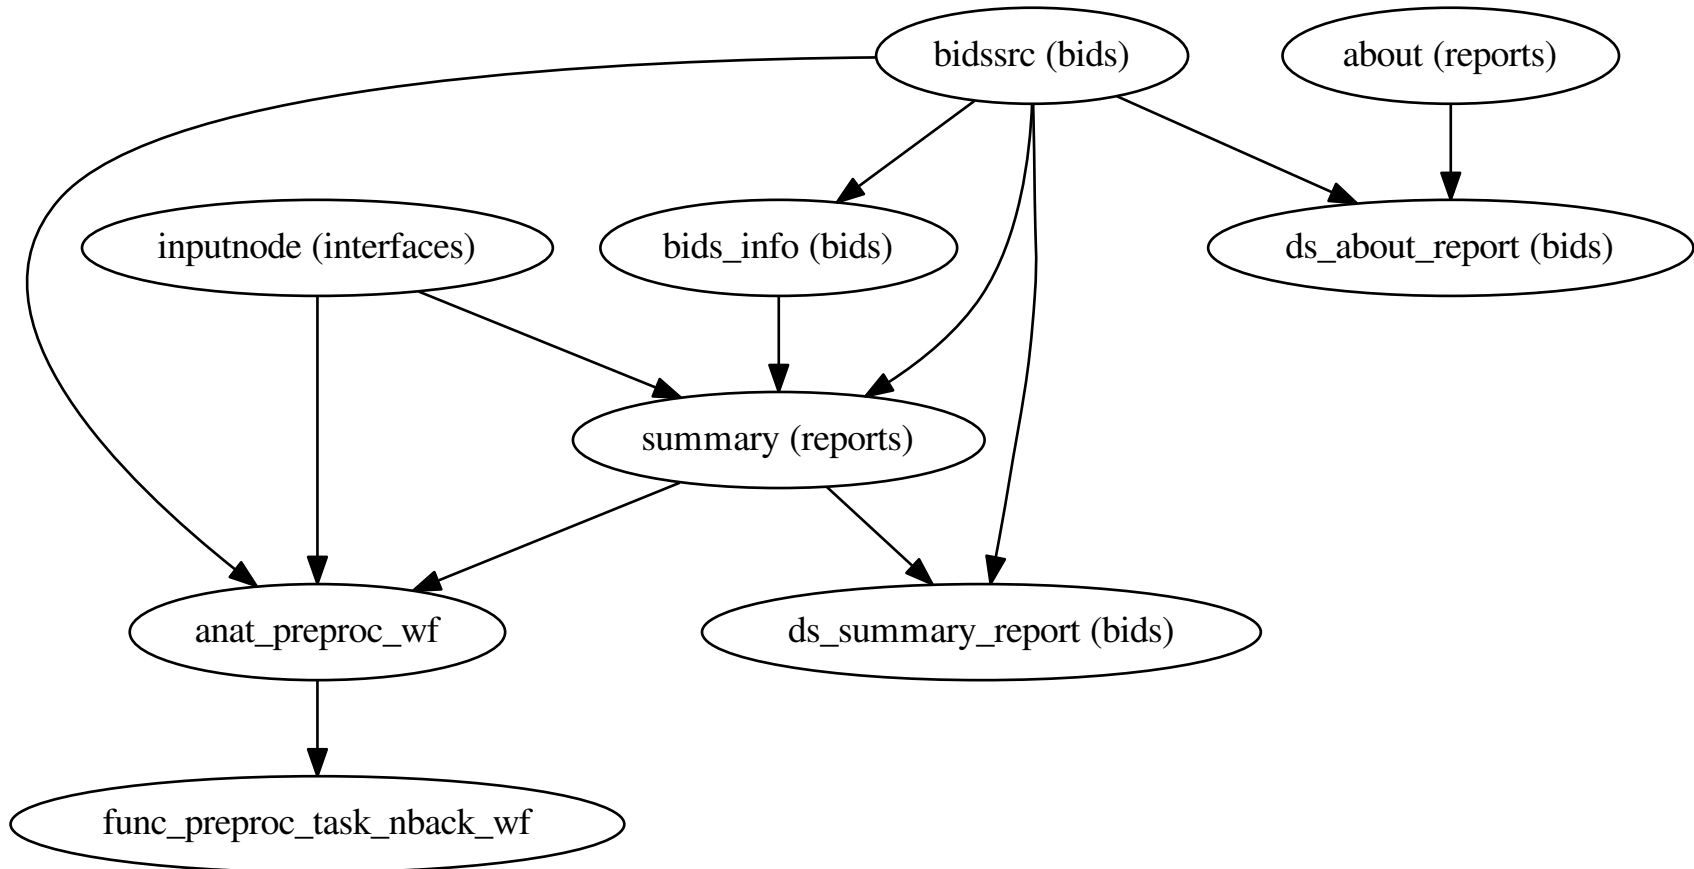 bidssrc (bids)
about (reports)
inputnode (interfaces)
bids_info (bids)
ds_about_report (bids)
summary (reports)
anat_preproc_wf
ds_summary_report (bids)
func_preproc_task_nback_wf